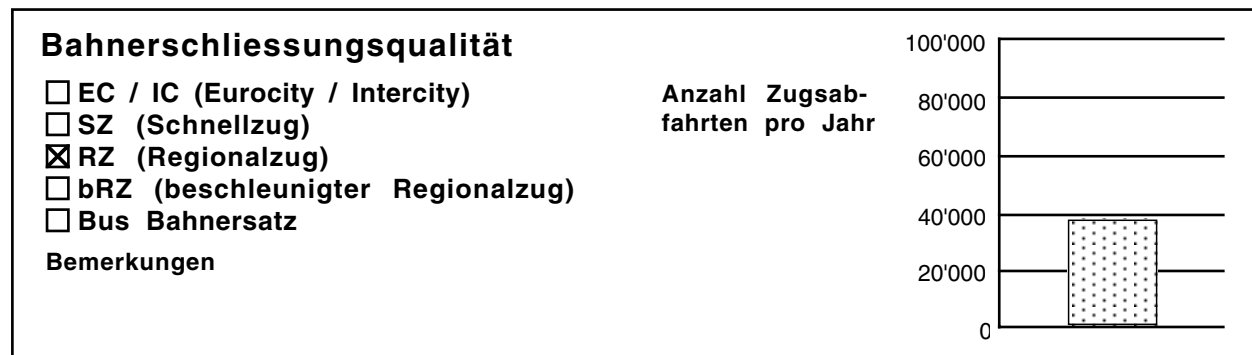 Bahnerschliessungsqualität
EC / IC (Eurocity / Intercity)
SZ (Schnellzug)
RZ (Regionalzug)
bRZ (beschleunigter Regionalzug)
Bus Bahnersatz
Bemerkungen
Anzahl Zugsab-
fahrten pro Jahr
100'000
80'000
60'000
40'000
20'000
0